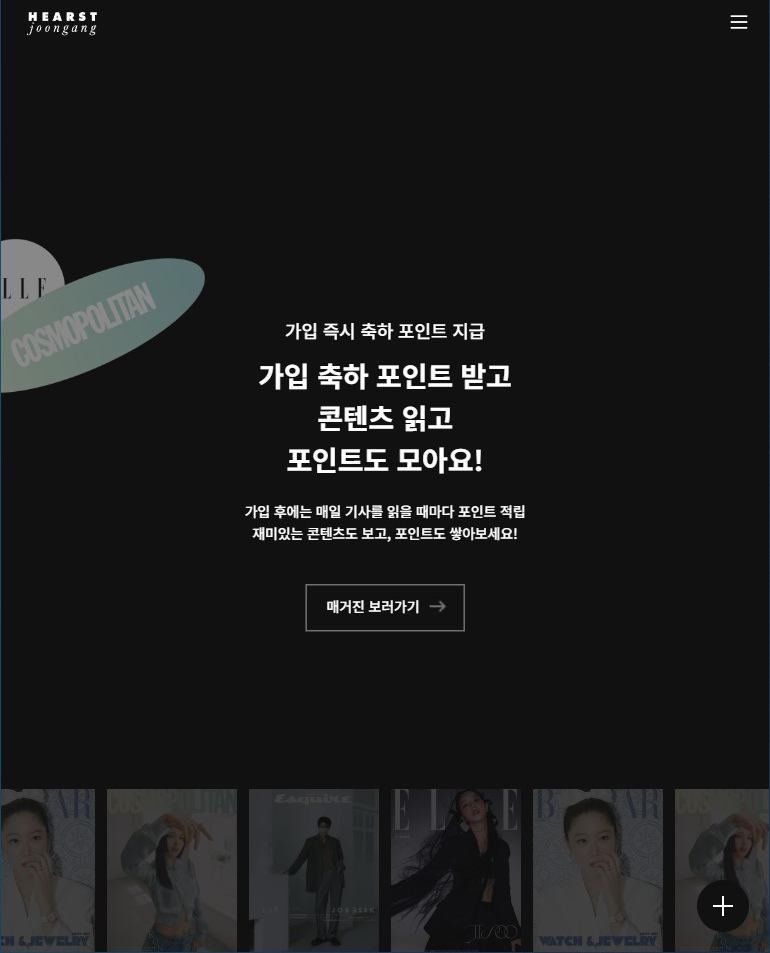 HEARST
joongang
LLE
COSMOPOLITAN
가입 즉시 축하 포인트 지급
가입 축하 포인트 받고
콘텐츠 읽고
포인트도 모아요!
가입 후에는 매일 기사를 읽을 때마다 포인트 적립
재미있는 콘텐츠도 보고, 포인트도 쌓아보세요!
매거진 보러가기
COSMOPOLITAN
Esquire
ELLE
JISOO
WATCH & JEWELRY